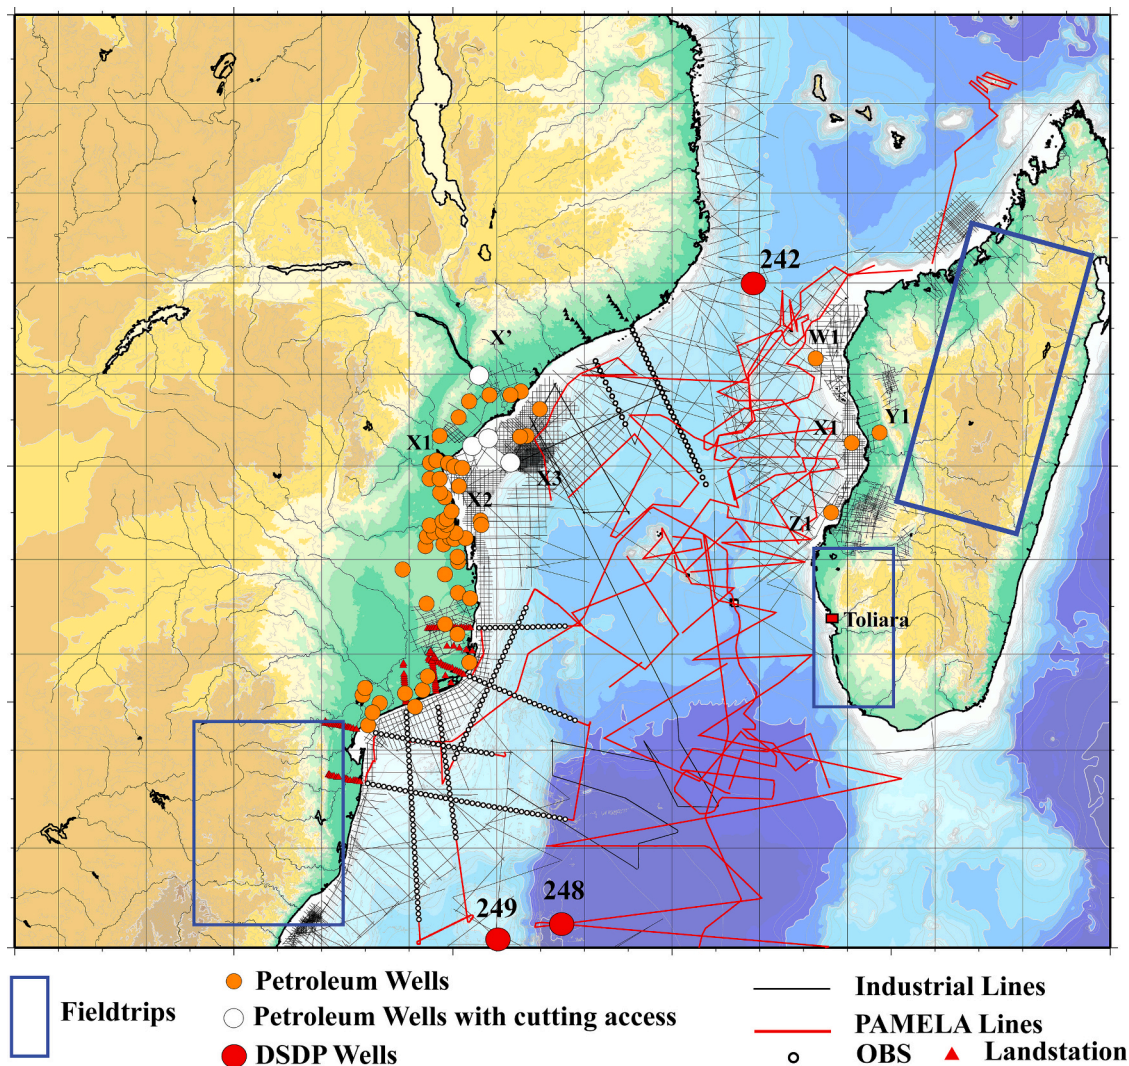 242
X'
W1
Y1
X1
X1
X3
X2
Z1
Toliara
248
249
Fieldtrips
Petroleum Wells
Petroleum Wells with cutting access
DSDP Wells
Industrial Lines
PAMELA Lines
OBS
Landstation